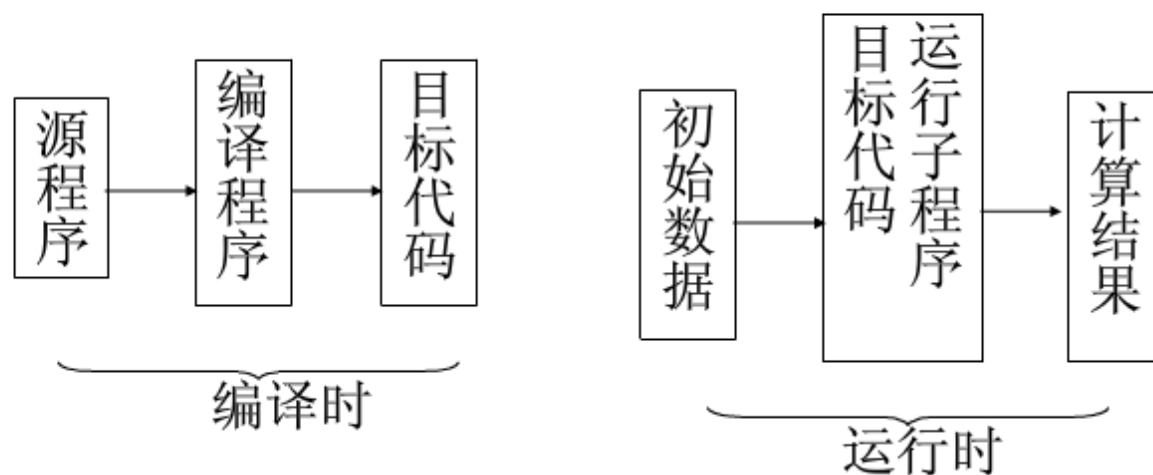 源程序
编译程序
目标代码
编译时
初始数据
目标代码
运行子程序
计算结果
运行时